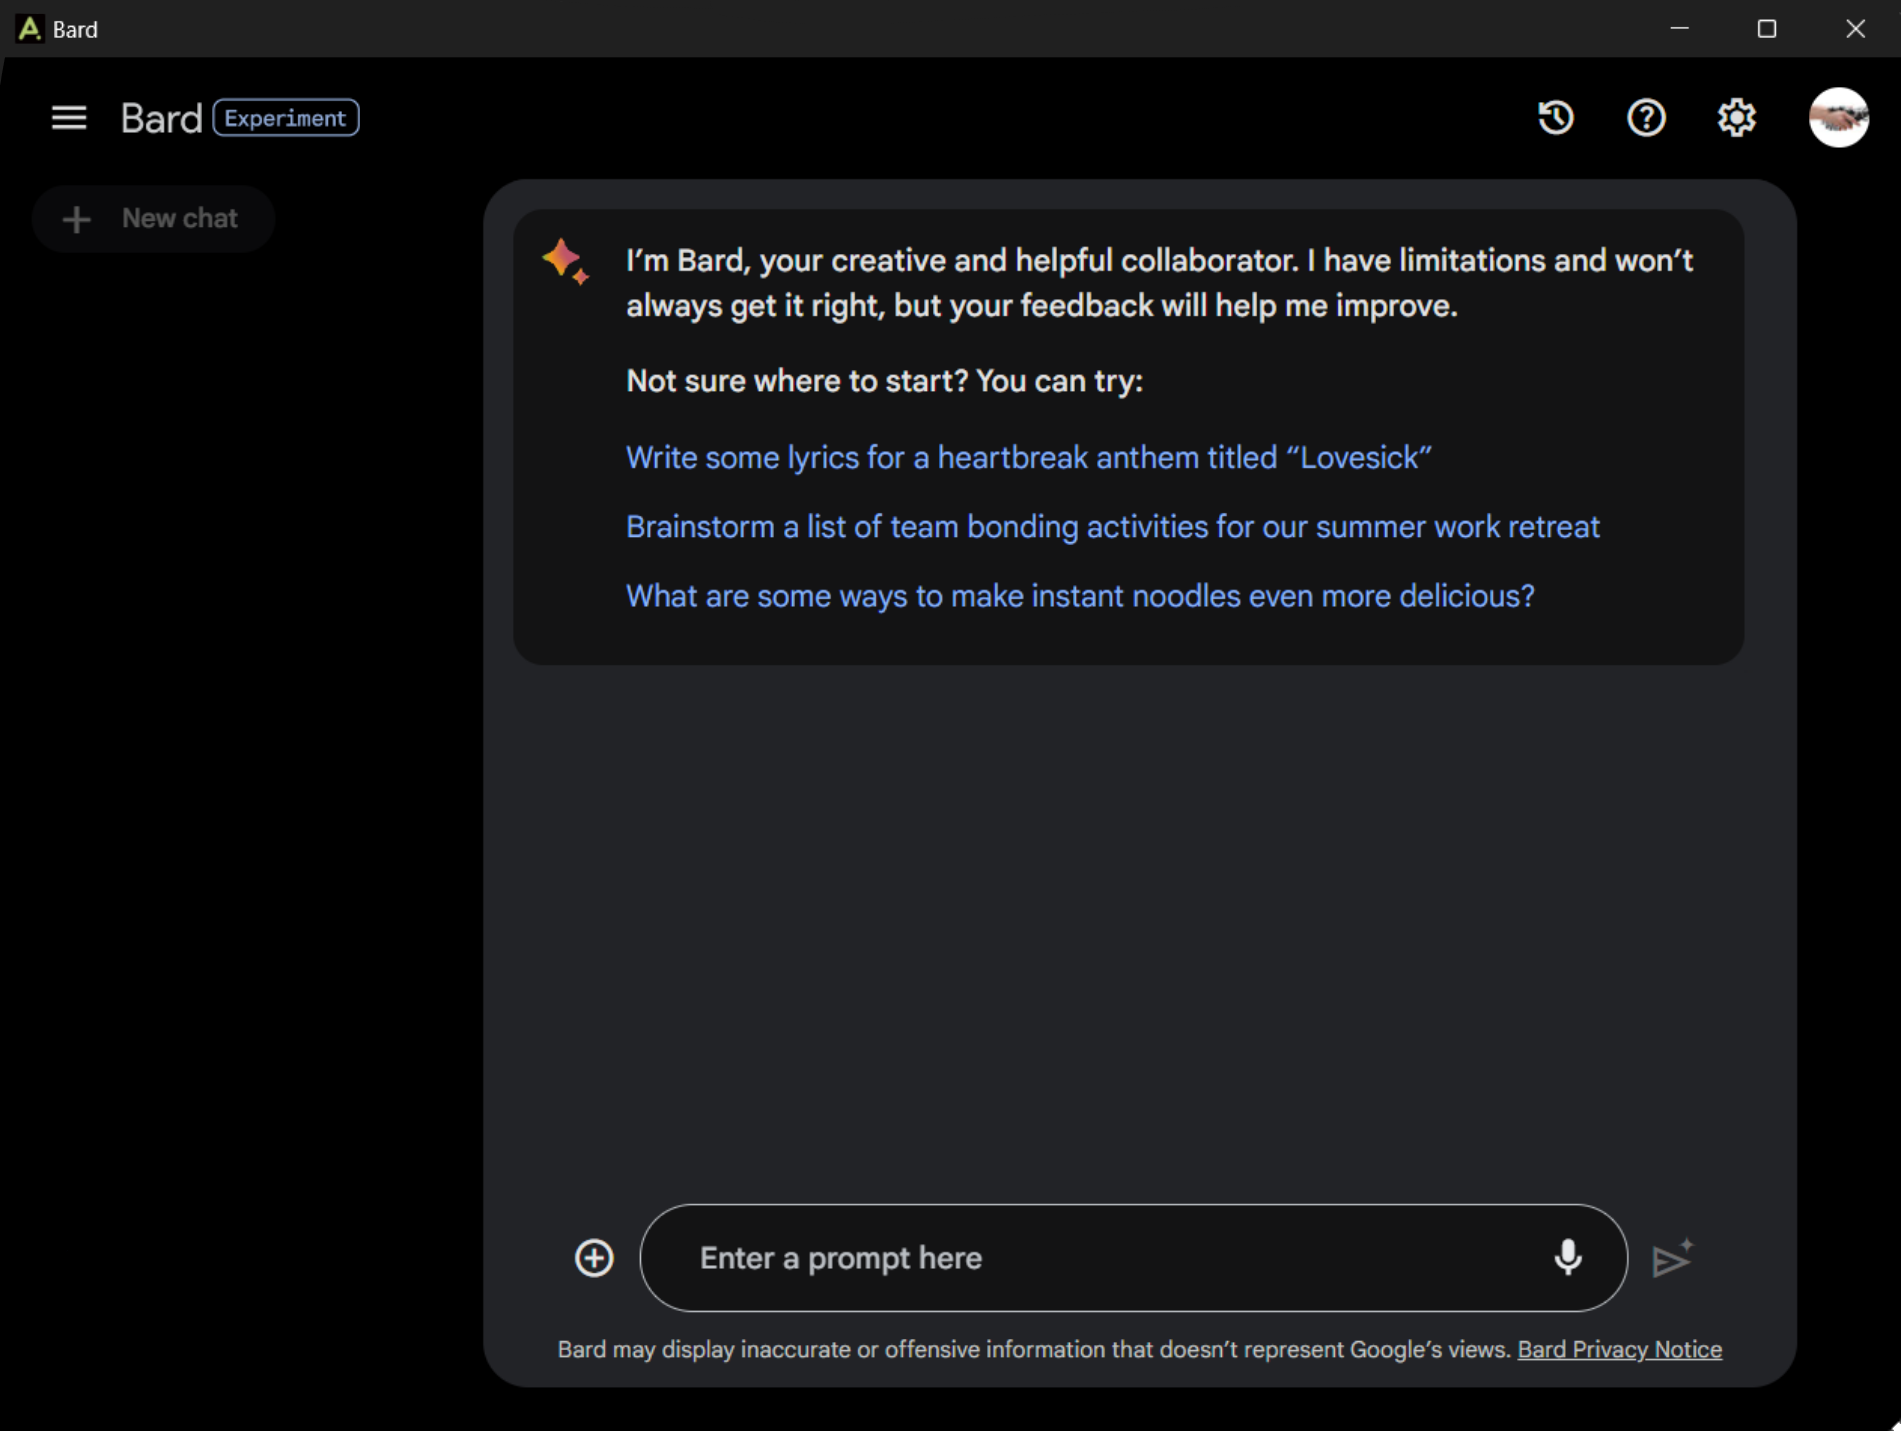 Bard
Bard Experiment
New chat
I’m Bard, your creative and helpful collaborator. I have limitations and won’t
always get it right, but your feedback will help me improve.
Not sure where to start? You can try:
Write some lyrics for a heartbreak anthem titled “Lovesick”
Brainstorm a list of team bonding activities for our summer work retreat
What are some ways to make instant noodles even more delicious?
Enter a prompt here
Bard may display inaccurate or offensive information that doesn’t represent Google’s views. Bard Privacy Notice